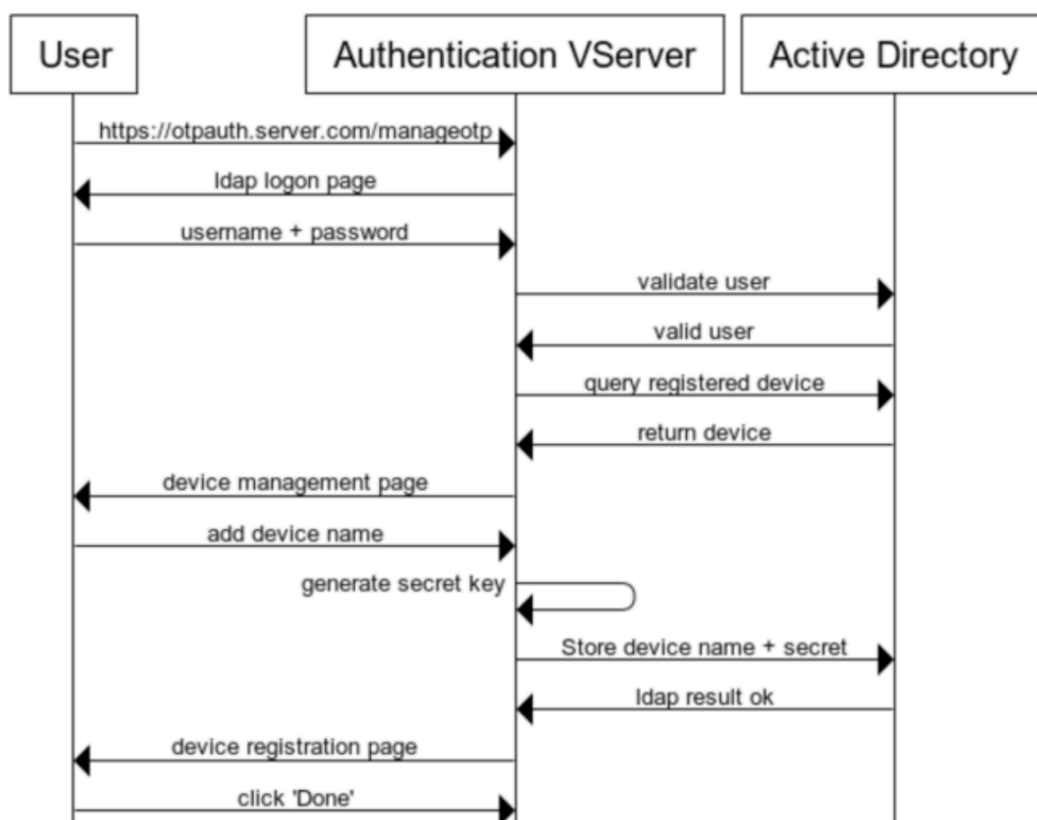 User
Authentication VServer
Active Directory
https://otpauth.server.com/manageotp
ldap logon page
username + password
validate user
valid user
query registered device
return device
device management page
add device name
generate secret key
Store device name + secret
ldap result ok
device registration page
click 'Done'